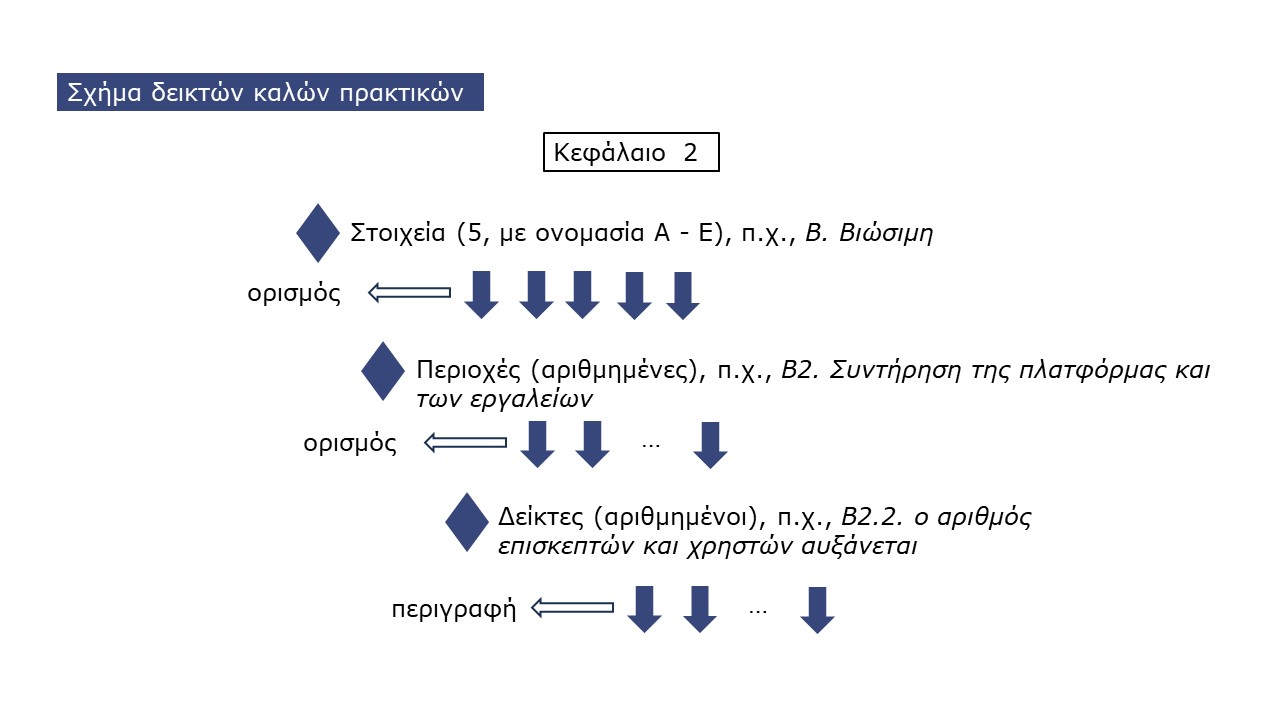 Σχήμα δεικτών καλών πρακτικών
Κεφάλαιο 2
Στοιχεία (5, με ονομασία Α - Ε), π.χ., Β. Βιώσιμη
ορισμός
Περιοχές (αριθμημένες), π.χ., Β2. Συντήρηση της πλατφόρμας και
των εργαλείων
ορισμός
...
Δείκτες (αριθμημένοι), π.χ., Β2.2. ο αριθμός
επισκεπτών και χρηστών αυξάνεται
περιγραφή
...